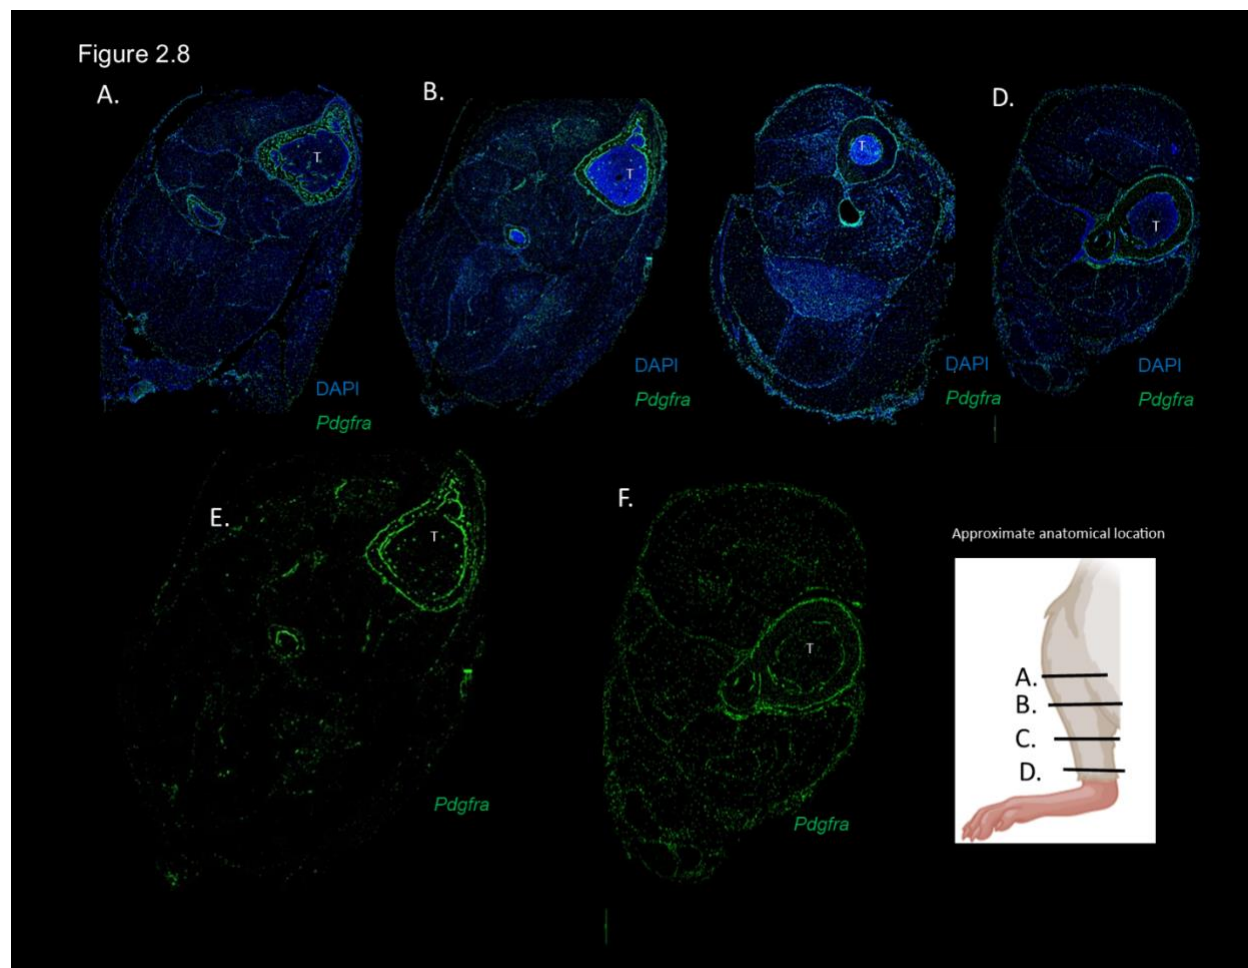 Figure 2.8
A.
B.
D.
T
T
T
T
DAPI
Pdgfra
DAPI
Pdgfra
DAPI
Pdgfra
DAPI
Pdgfra
E.
T
Pdgfra
F.
T
Pdgfra
Approximate anatomical location
A.
B.
C.
D.